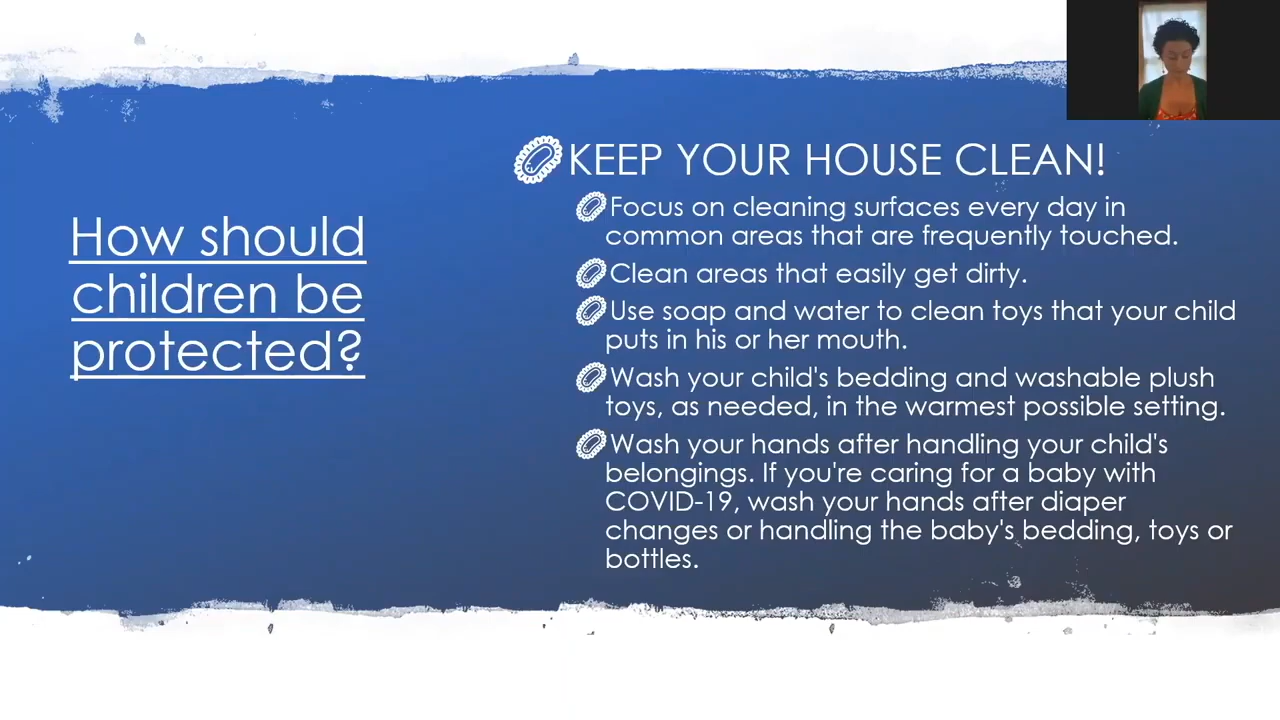 How should
children be
protected?
KEEP YOUR HOUSE CLEAN!
Focus on cleaning surfaces every day in
common areas that are frequently touched.
Clean areas that easily get dirty.
Use soap and water to clean toys that your child
puts in his or her mouth.
Wash your child's bedding and washable plush
toys, as needed, in the warmest possible setting.
Wash your hands after handling your child's
belongings. If you're caring for a baby with
COVID-19, wash your hands after diaper
changes or handling the baby's bedding, toys or
bottles.